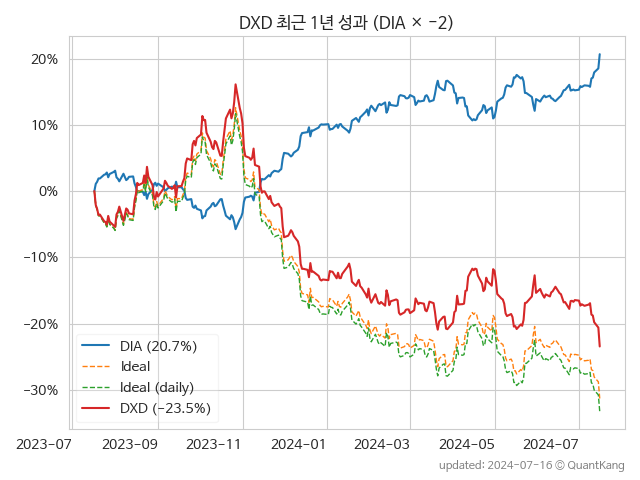 DXD 최근 1년 성과 (DIA × −2)
20%
10%
0%
−10%
−20%
−30%
DIA (20.7%)
Ideal
Ideal (daily)
DXD (−23.5%)
2023-07 2023-09 2023-11 2024-01 2024-03 2024-05 2024-07
updated: 2024-07-16 © QuantKang